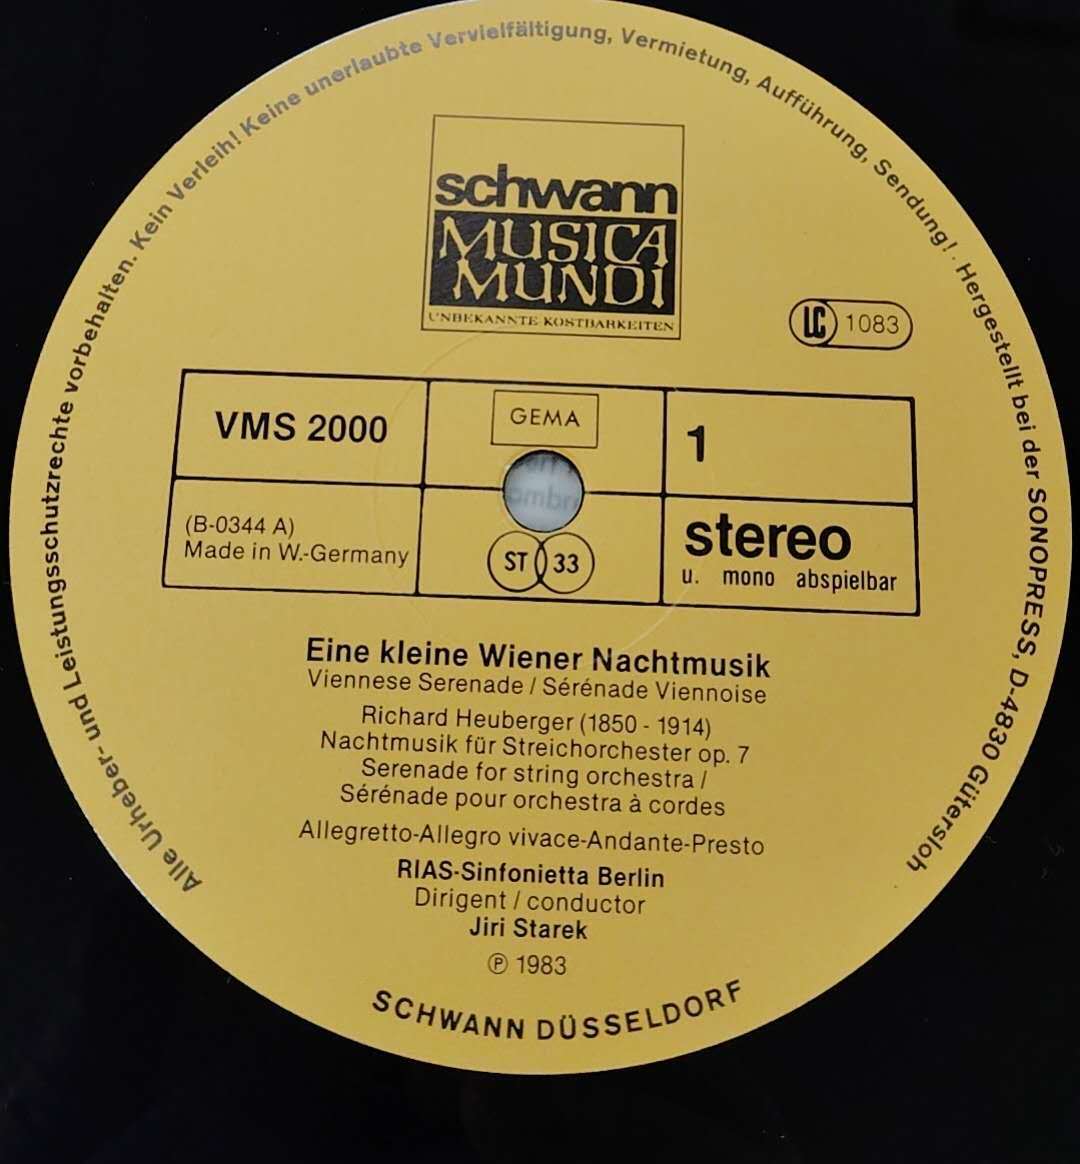 Alle Urheber- und Leistungsschutzrechte vorbehalten. Kein Verleih! Keine unerlaubte Vervielfältigung, Vermietung, Aufführung, Sendung! · Hergestellt bei der SONOPRESS, D-4830 Gütersloh
schwann
MUSICA
MUNDI
UNBEKANNTE KOSTBARKEITEN
LC 1083
VMS 2000
GEMA
1
(B-0344 A)
Made in W.-Germany
ST 33
stereo
u. mono abspielbar
Eine kleine Wiener Nachtmusik
Viennese Serenade / Sérénade Viennoise
Richard Heuberger (1850 - 1914)
Nachtmusik für Streichorchester op. 7
Serenade for string orchestra /
Sérénade pour orchestra à cordes
Allegretto-Allegro vivace-Andante-Presto
RIAS-Sinfonietta Berlin
Dirigent / conductor
Jiri Starek
℗ 1983
SCHWANN DÜSSELDORF